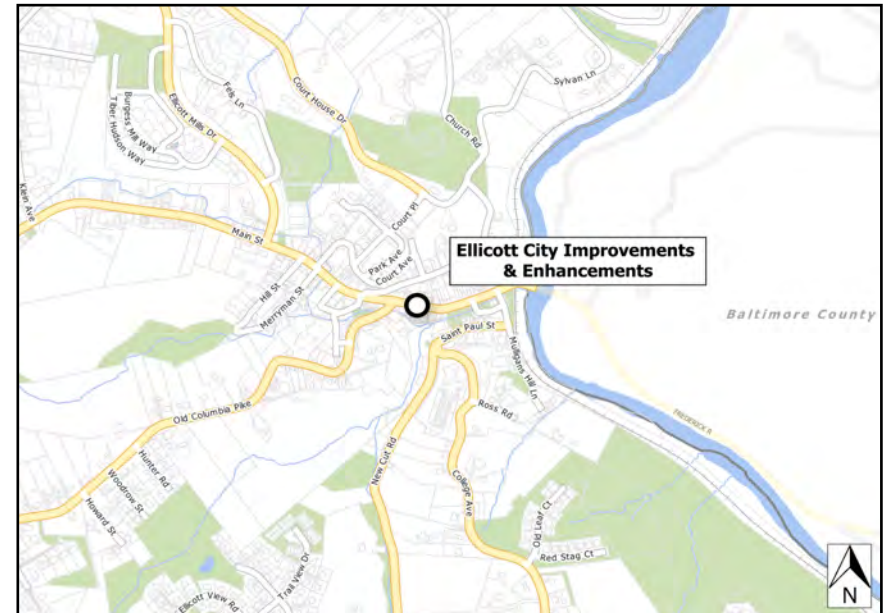 Sylvan Ln
Fels Ln
Court House Dr
Ellicott Mills Dr
Burgess Mill Way
Tiber Hudson Way
Church Rd
Klein Ave
Court Pl
Main St
Park Ave
Court Ave
Ellicott City Improvements
& Enhancements
Hill St
Merryman St
Baltimore County
Saint Paul St
Mulligans Hill Ln
Old Columbia Pike
Ross Rd
FREDERICK R
New Cut Rd
Hunter Rd
Woodrow St
Howard St
College Ave
Old Leaf Ct
Red Stag Ct
Trail View Dr
Ellicott View Rd
N